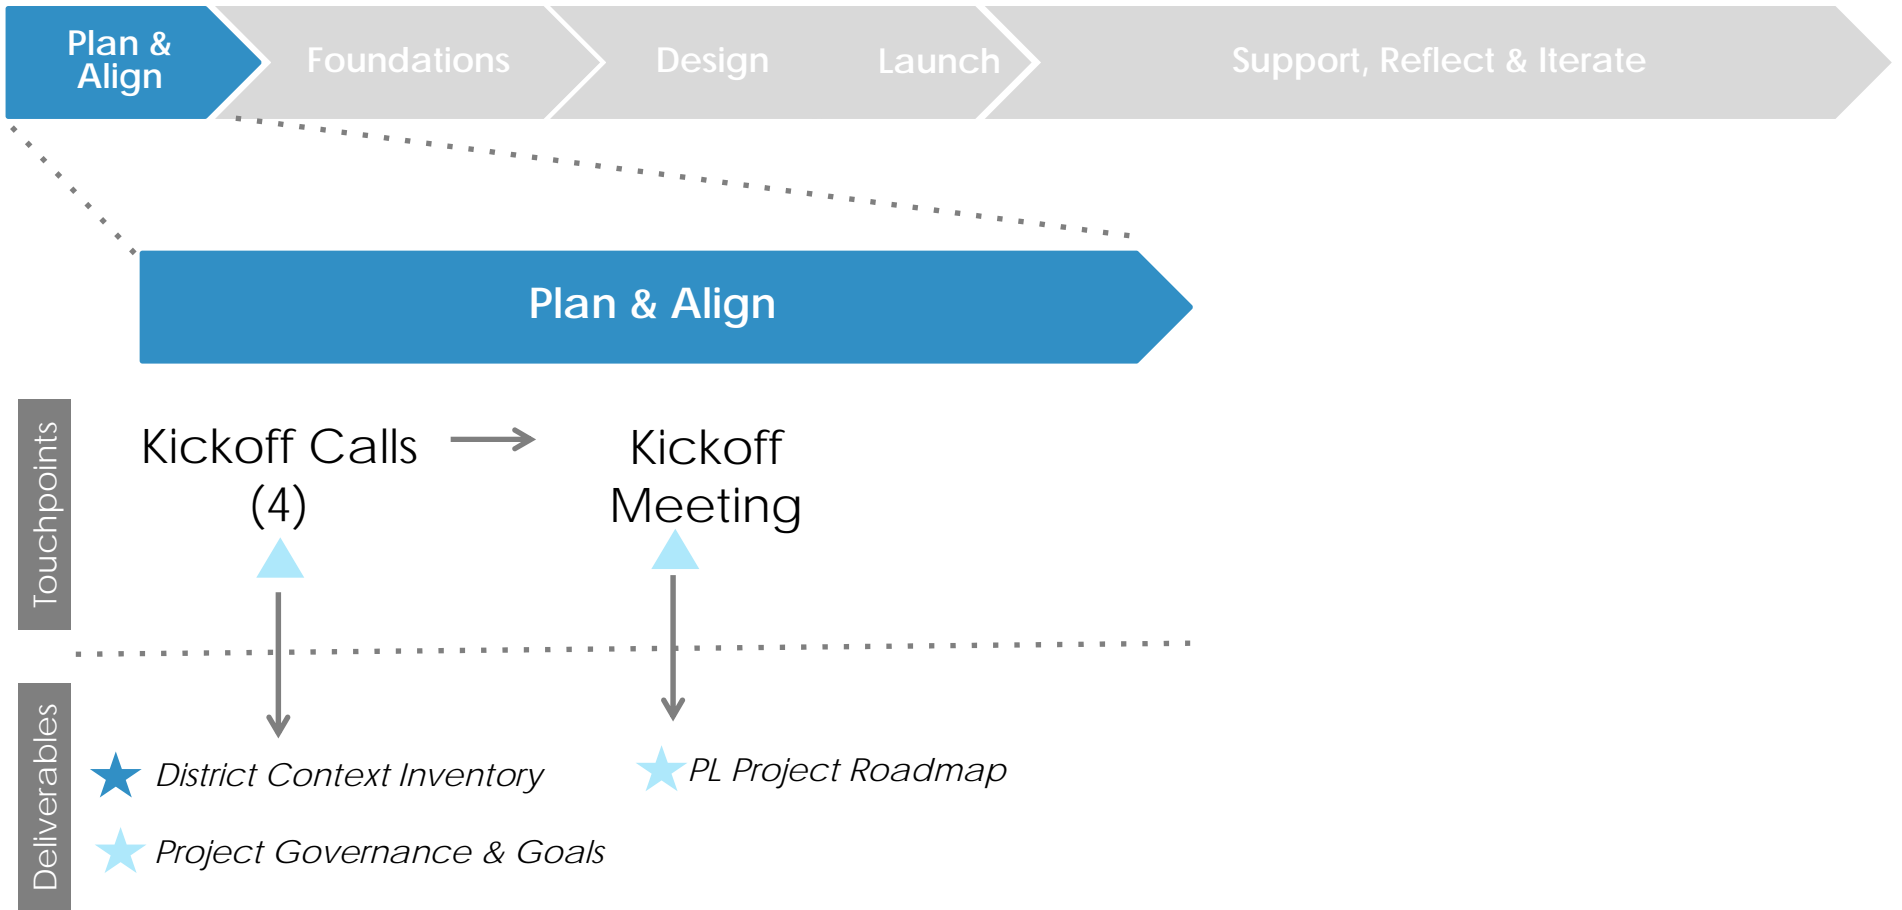 Plan &
Align
Foundations
Design
Launch
Support, Reflect & Iterate
Plan & Align
Touchpoints
Kickoff Calls
(4)
Kickoff
Meeting
Deliverables
District Context Inventory
PL Project Roadmap
Project Governance & Goals